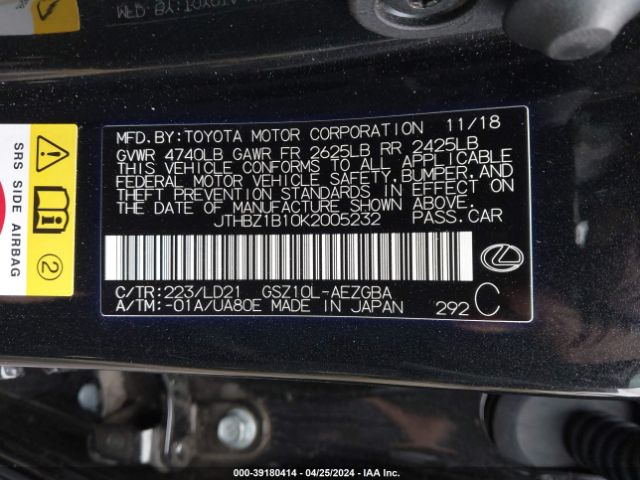 MFD.BY:TOYOTA MOTOR CORPORATION 11/18
GVWR 4740LB GAWR FR 2625LB RR 2425LB
THIS VEHICLE CONFORMS TO ALL APPLICABLE
FEDERAL MOTOR VEHICLE SAFETY,BUMPER,AND
THEFT PREVENTION STANDARDS IN EFFECT ON
THE DATE OF MANUFACTURE SHOWN ABOVE.
JTHBZ1B10K2005232 PASS.CAR
C/TR:223/LD21 GSZ10L-AEZGBA
A/TM:-01A/UA80E MADE IN JAPAN 292 C
SRS SIDE AIRBAG
2
000-39180414 - 04/25/2024 - IAA Inc.